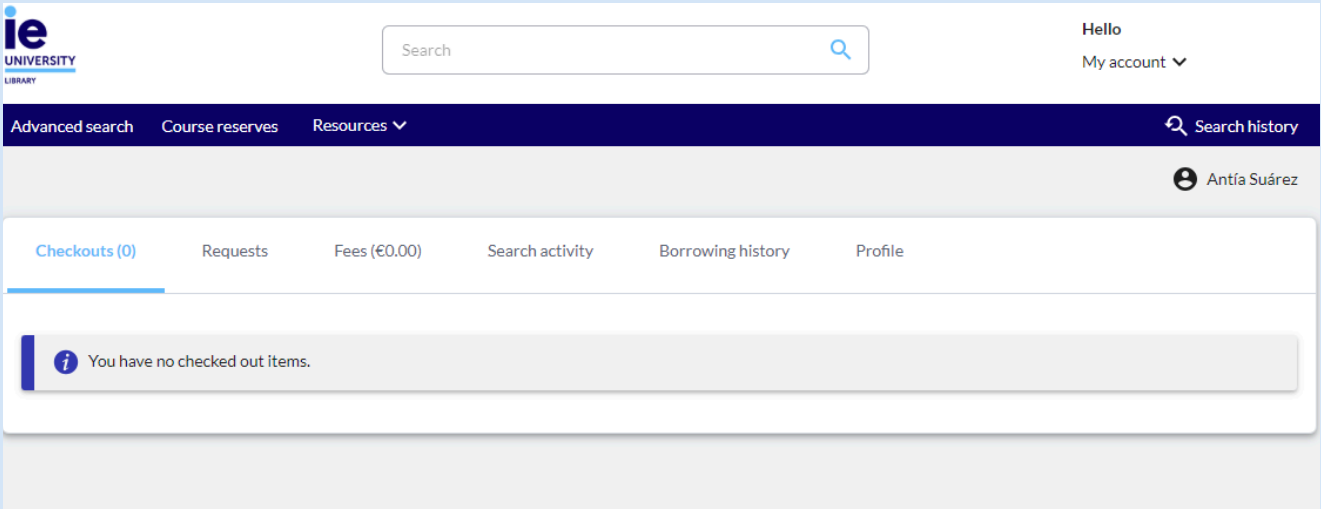 ie
UNIVERSITY
LIBRARY
Search
Hello
My account
Advanced search Course reserves Resources Search history
Antía Suárez
Checkouts (0) Requests Fees (€0.00) Search activity Borrowing history Profile
i You have no checked out items.